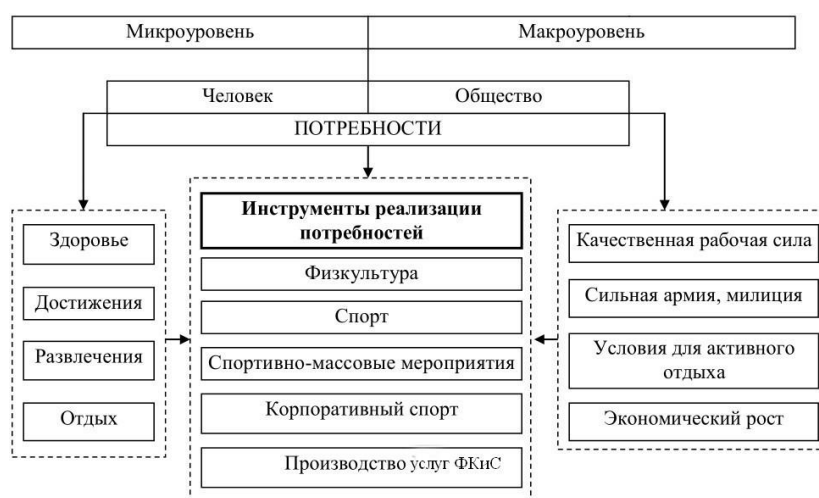 Микроуровень
Макроуровень
Человек
Общество
ПОТРЕБНОСТИ
Здоровье
Достижения
Развлечения
Отдых
Инструменты реализации
потребностей
Физкультура
Спорт
Спортивно-массовые мероприятия
Корпоративный спорт
Производство услуг ФКиС
Качественная рабочая сила
Сильная армия, милиция
Условия для активного
отдыха
Экономический рост